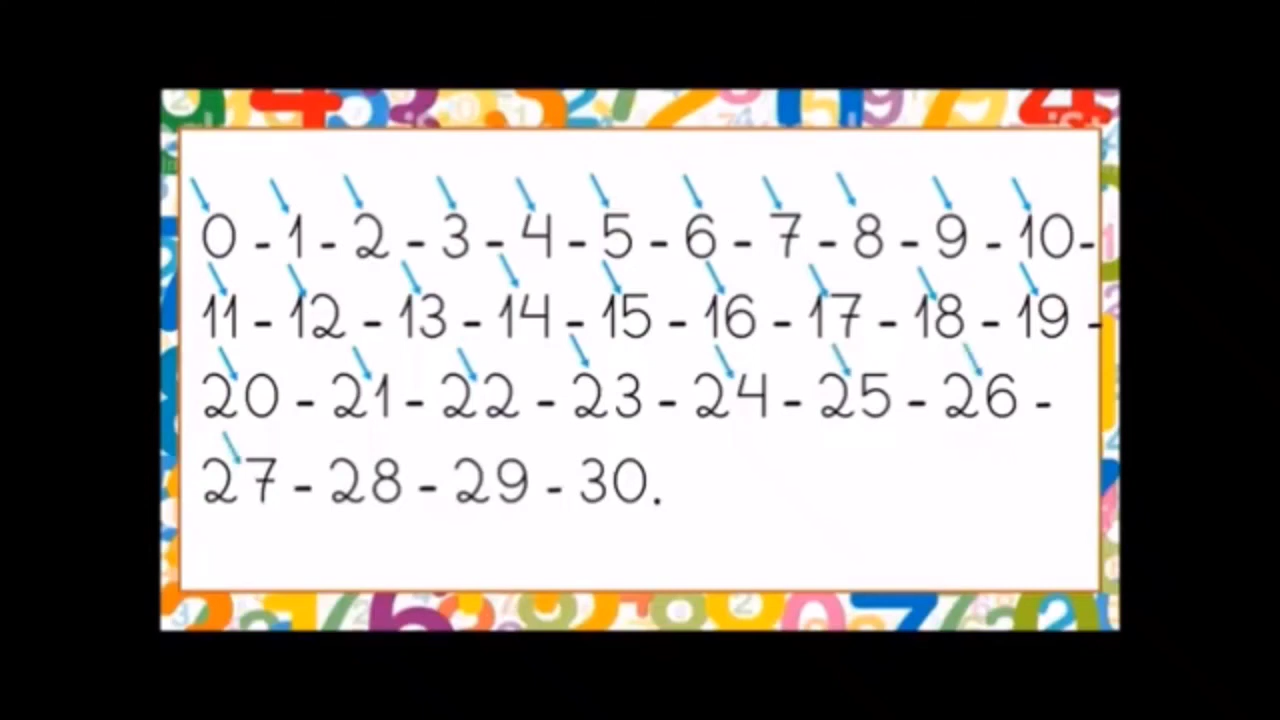 0 - 1 - 2 - 3 - 4 - 5 - 6 - 7 - 8 - 9 - 10-
11 - 12 - 13 - 14 - 15 - 16 - 17 - 18 - 19 -
20 - 21 - 22 - 23 - 24 - 25 - 26 -
27 - 28 - 29 - 30.